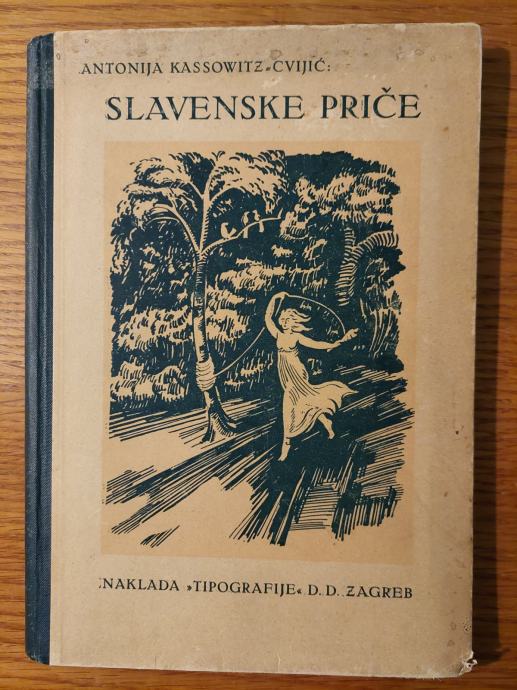 ANTONIJA KASSOWITZ-CVIJIĆ:
SLAVENSKE PRIČE
NAKLADA »TIPOGRAFIJE« D. D. ZAGREB